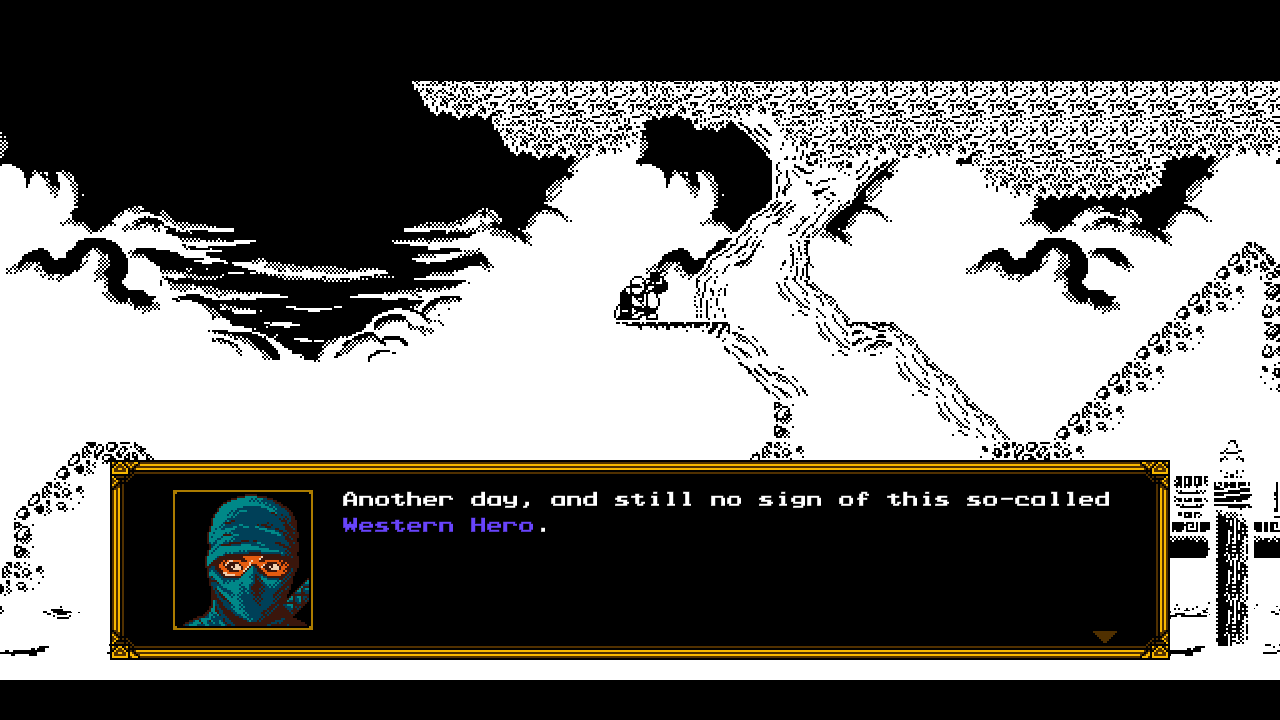 Another day, and still no sign of this so-called
Western Hero.